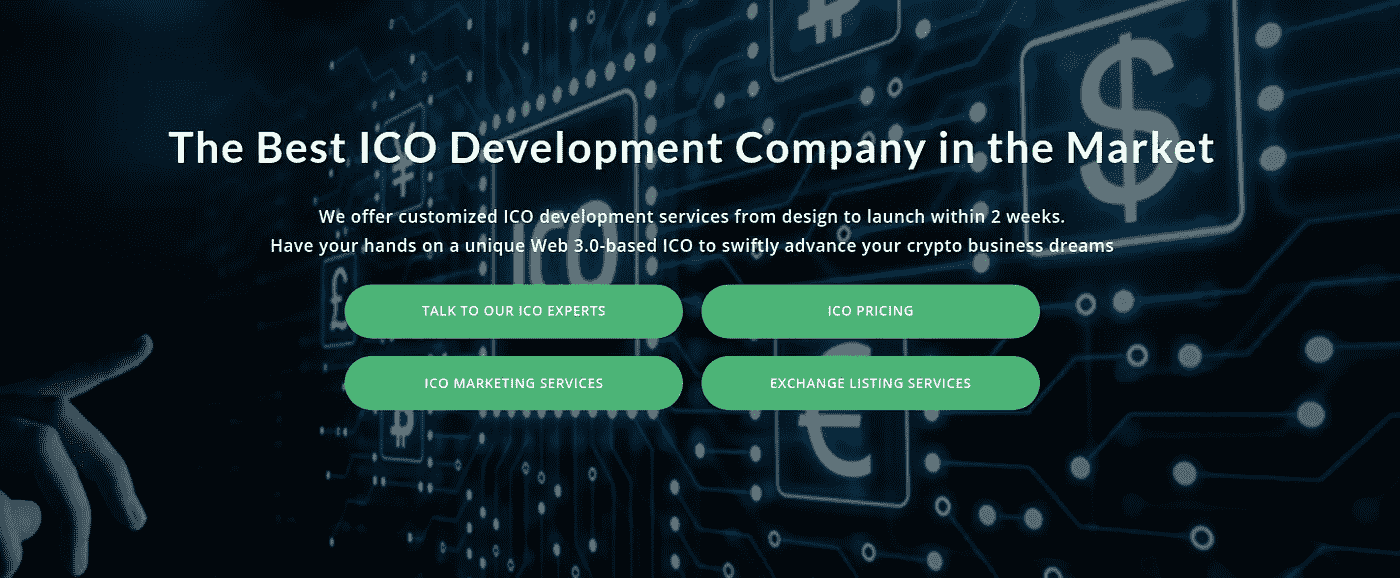 The Best ICO Development Company in the Market
We offer customized ICO development services from design to launch within 2 weeks.
Have your hands on a unique Web 3.0-based ICO to swiftly advance your crypto business dreams
TALK TO OUR ICO EXPERTS
ICO PRICING
ICO MARKETING SERVICES
EXCHANGE LISTING SERVICES
ICO
$
£
€